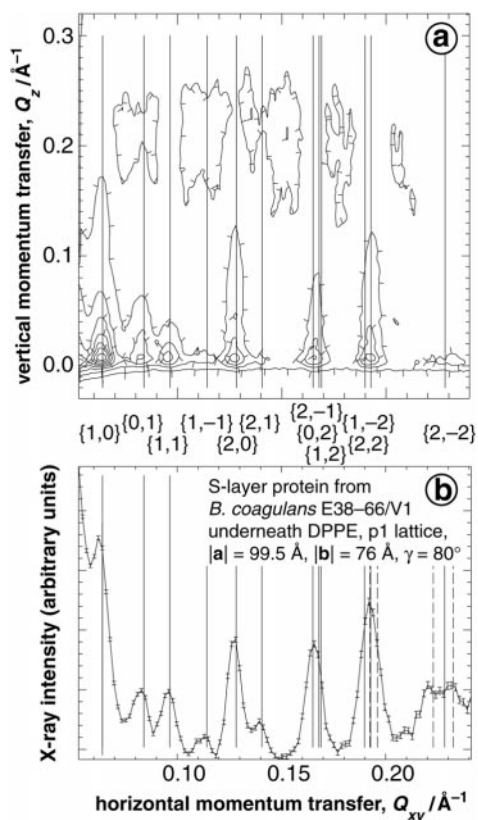 ⓐ
0.3
0.2
0.1
0.0
vertical momentum transfer, Q_z/Å⁻¹
{1,0}
{0,1}
{1,1}
{1,-1}
{2,0}
{2,1}
{2,-1}
{0,2}
{1,2}
{1,-2}
{2,2}
{2,-2}
ⓑ
S-layer protein from
B. coagulans E38–66/V1
underneath DPPE, p1 lattice,
|a| = 99.5 Å, |b| = 76 Å, γ = 80°
X-ray intensity (arbitrary units)
0.10 0.15 0.20
horizontal momentum transfer, Q_xy/Å⁻¹